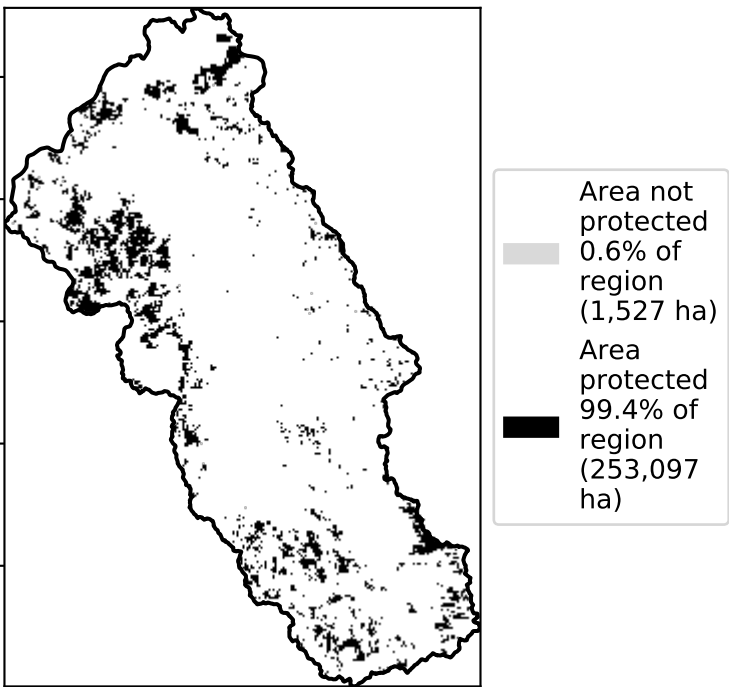 Area not
protected
0.6% of
region
(1,527 ha)
Area
protected
99.4% of
region
(253,097
ha)